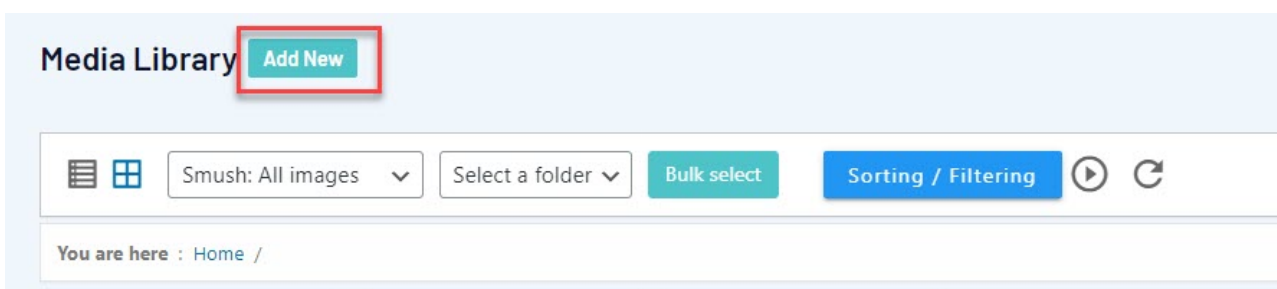 Media Library Add New
Smush: All images Select a folder Bulk select Sorting / Filtering
You are here : Home /